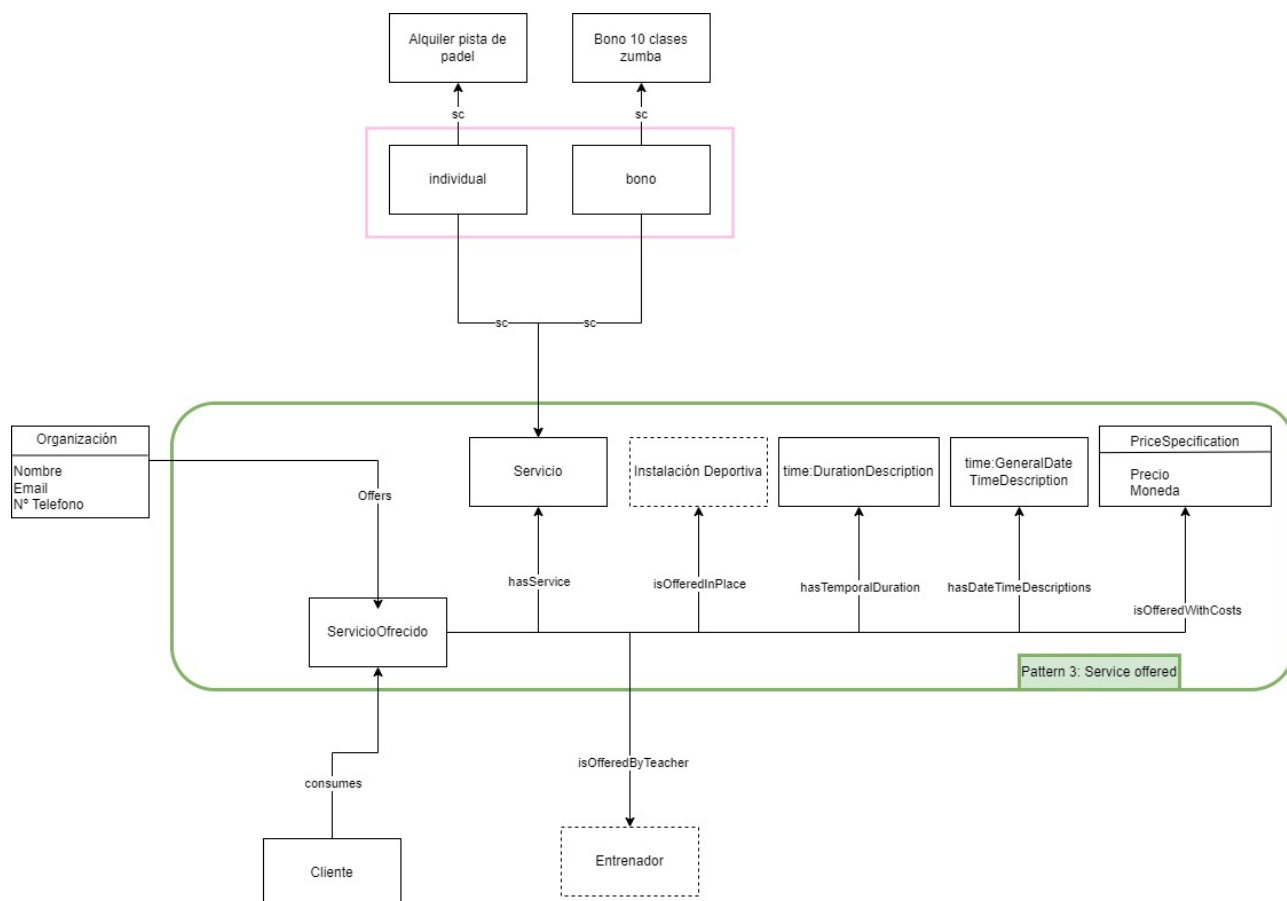 Alquiler pista de
padel
Bono 10 clases
zumba
sc
sc
individual
bono
sc
sc
Organización
Nombre
Email
Nº Telefono
Offers
Servicio
Instalación Deportiva
time:DurationDescription
time:GeneralDate
TimeDescription
PriceSpecification
Precio
Moneda
hasService
isOfferedInPlace
hasTemporalDuration
hasDateTimeDescriptions
isOfferedWithCosts
ServicioOfrecido
Pattern 3: Service offered
isOfferedByTeacher
consumes
Entrenador
Cliente